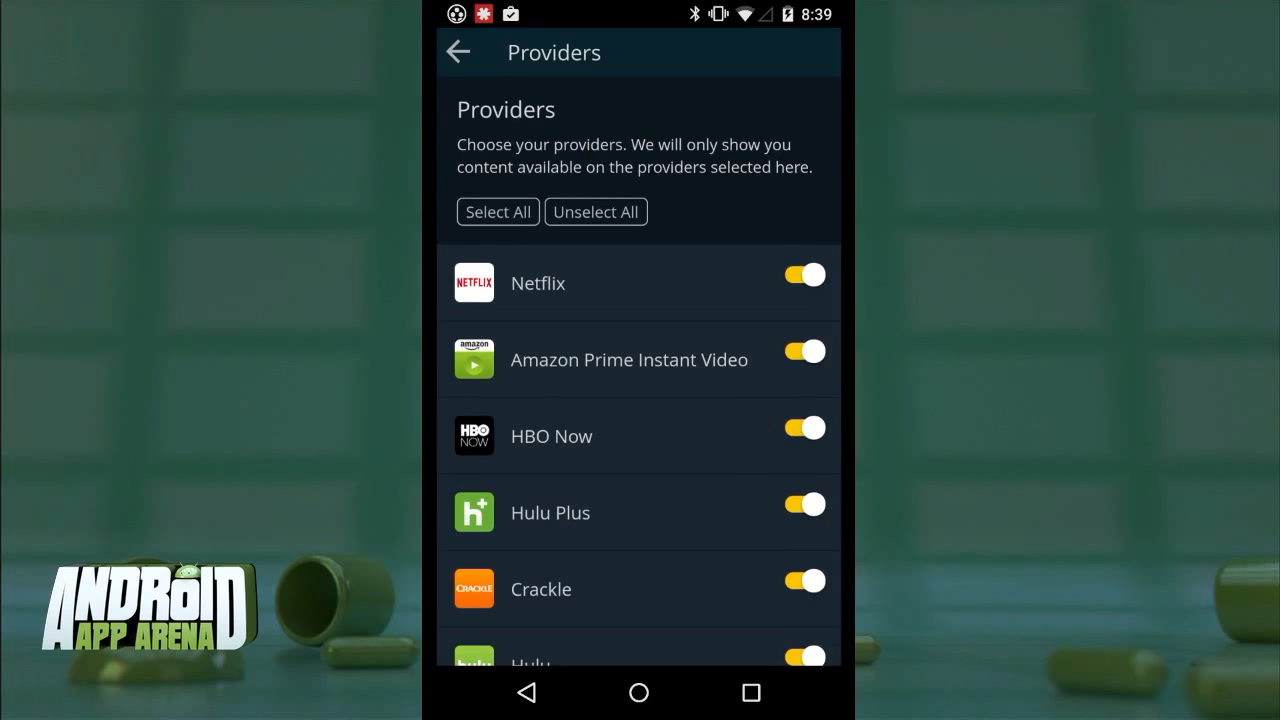 8:39
Providers
Providers
Choose your providers. We will only show you
content available on the providers selected here.
Select All
Unselect All
NETFLIX
Netflix
amazon
Amazon Prime Instant Video
HBO
NOW
HBO Now
h+
Hulu Plus
CRACKLE
Crackle
hulu
Hulu
ANDROID
APP ARENA